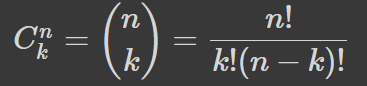 $C_k^n = \binom{n}{k} = \frac{n!}{k!(n-k)!}$